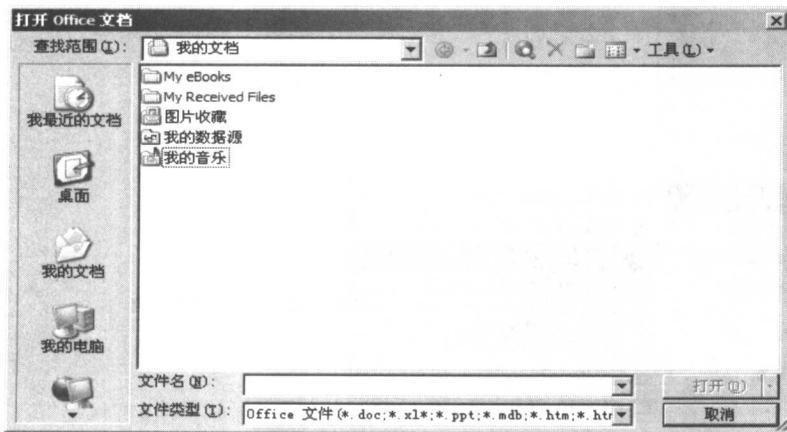 打开 Office 文档
查找范围(I): 我的文档 工具(L)
My eBooks
My Received Files
图片收藏
我的数据源
我的音乐
我最近的文档
桌面
我的文档
我的电脑
文件名(N): 打开(O)
文件类型(T): Office 文件(*.doc;*.xl*;*.ppt;*.mdb;*.htm;*.htm 取消